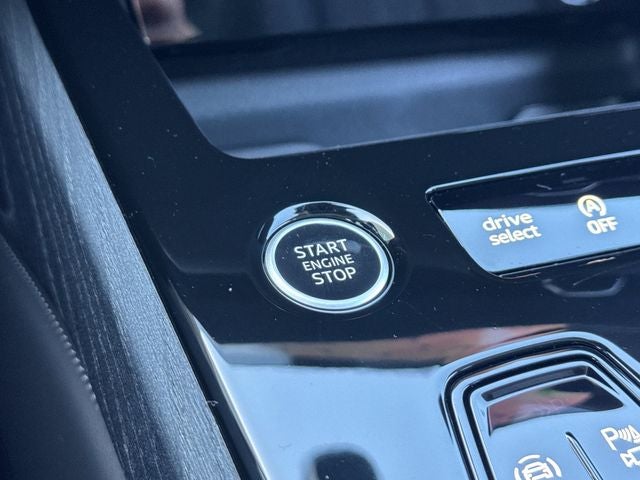 START
ENGINE
STOP
drive
select
A
OFF
P